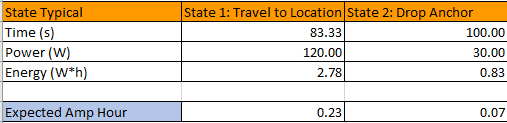 State Typical State 1: Travel to Location State 2: Drop Anchor
Time (s) 83.33 100.00
Power (W) 120.00 30.00
Energy (W*h) 2.78 0.83
Expected Amp Hour 0.23 0.07